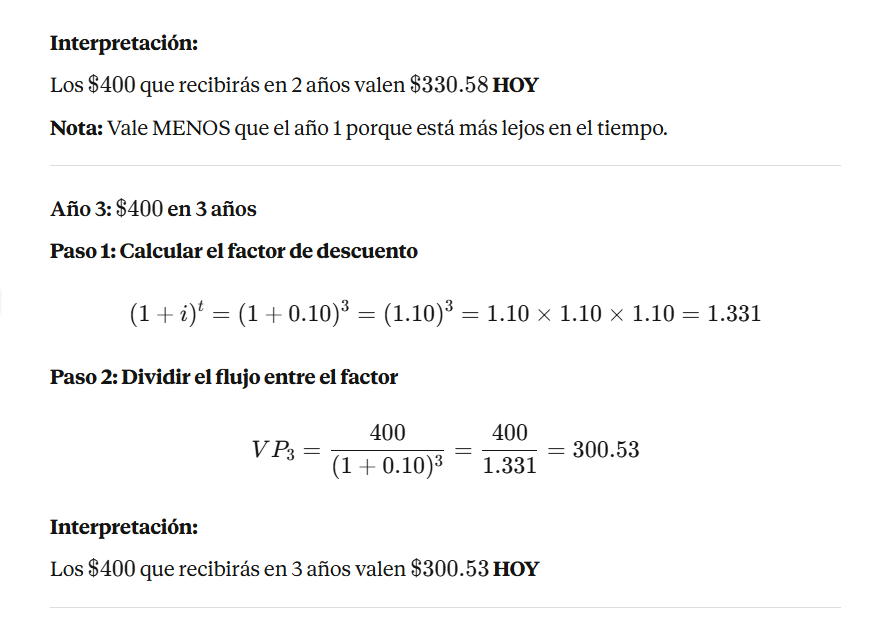 Interpretación:
Los $400 que recibirás en 2 años valen $330.58 HOY
Nota: Vale MENOS que el año 1 porque está más lejos en el tiempo.
Año 3: $400 en 3 años
Paso 1: Calcular el factor de descuento
(1 + i)^t = (1 + 0.10)^3 = (1.10)^3 = 1.10 × 1.10 × 1.10 = 1.331
Paso 2: Dividir el flujo entre el factor
VP_3 = 400/(1 + 0.10)^3 = 400/1.331 = 300.53
Interpretación:
Los $400 que recibirás en 3 años valen $300.53 HOY